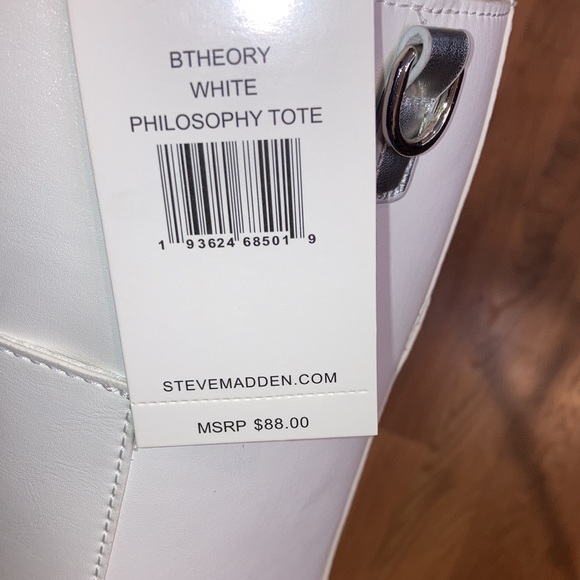 BTHEORY
WHITE
PHILOSOPHY TOTE
1 93624 68501 9
STEVEMADDEN.COM
MSRP $88.00